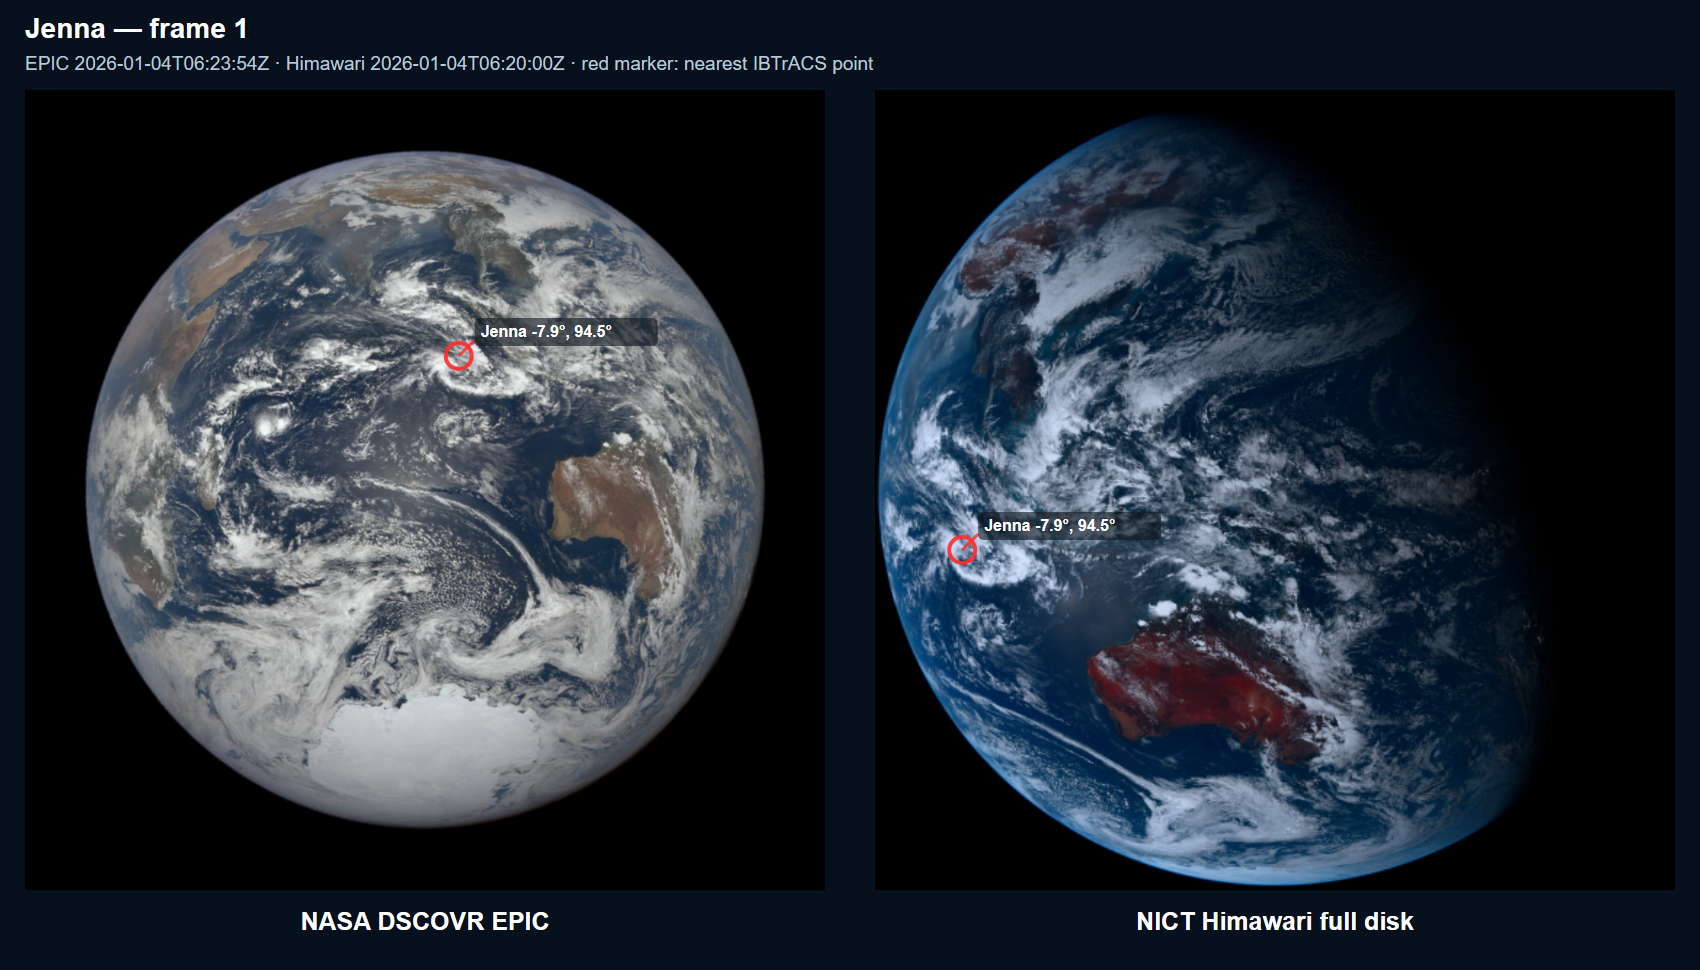 Jenna — frame 1
EPIC 2026-01-04T06:23:54Z · Himawari 2026-01-04T06:20:00Z · red marker: nearest IBTrACS point
Jenna -7.9°, 94.5°
Jenna -7.9°, 94.5°
NASA DSCOVR EPIC
NICT Himawari full disk